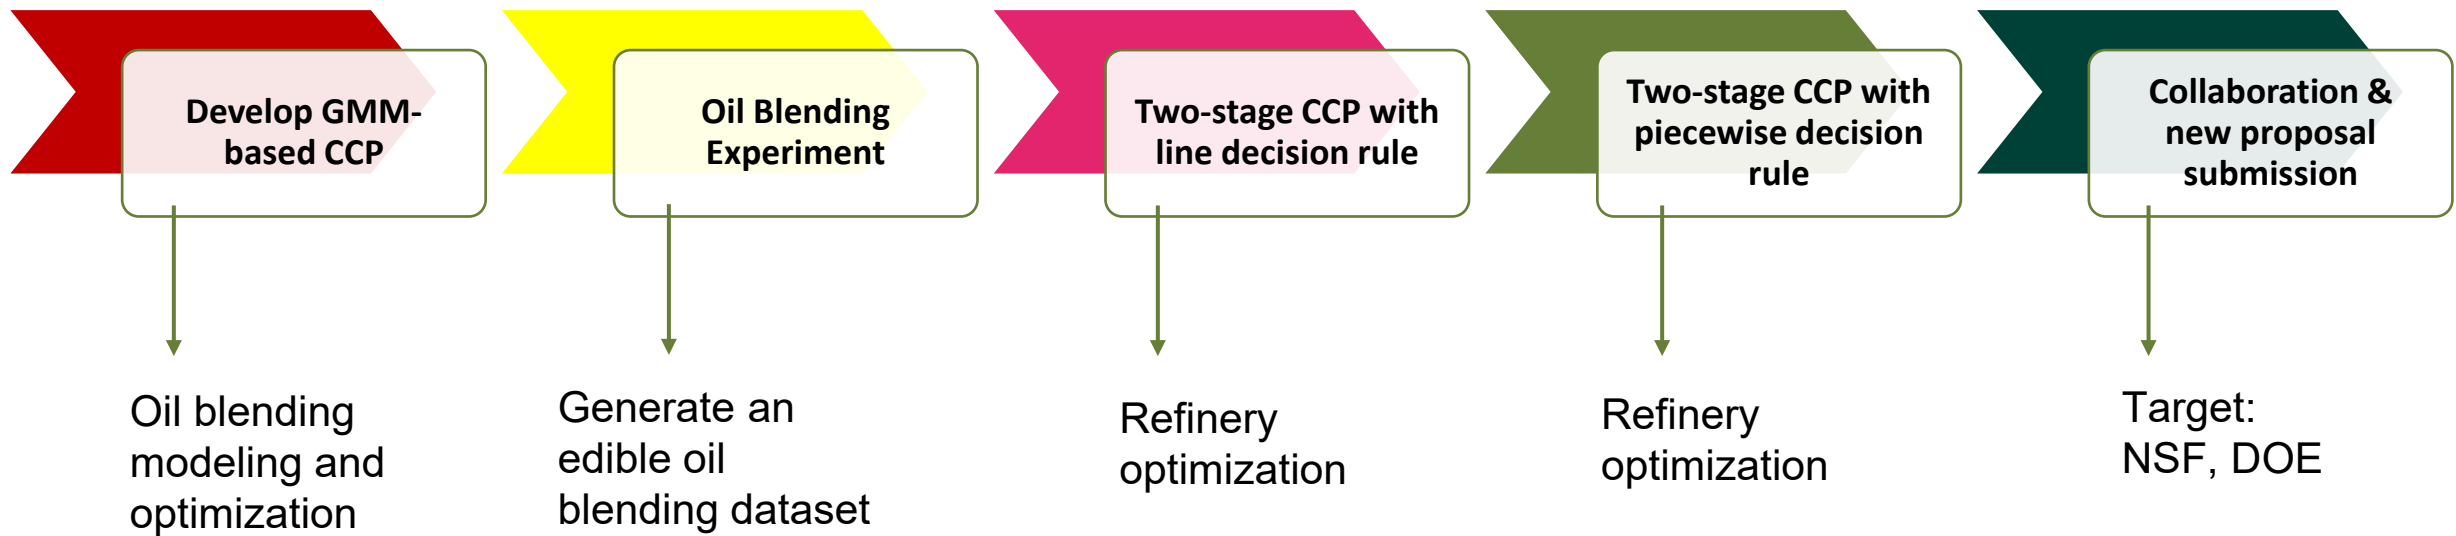 Develop GMM-
based CCP
Oil Blending
Experiment
Two-stage CCP with
line decision rule
Two-stage CCP with
piecewise decision
rule
Collaboration &
new proposal
submission
Oil blending
modeling and
optimization
Generate an
edible oil
blending dataset
Refinery
optimization
Refinery
optimization
Target:
NSF, DOE